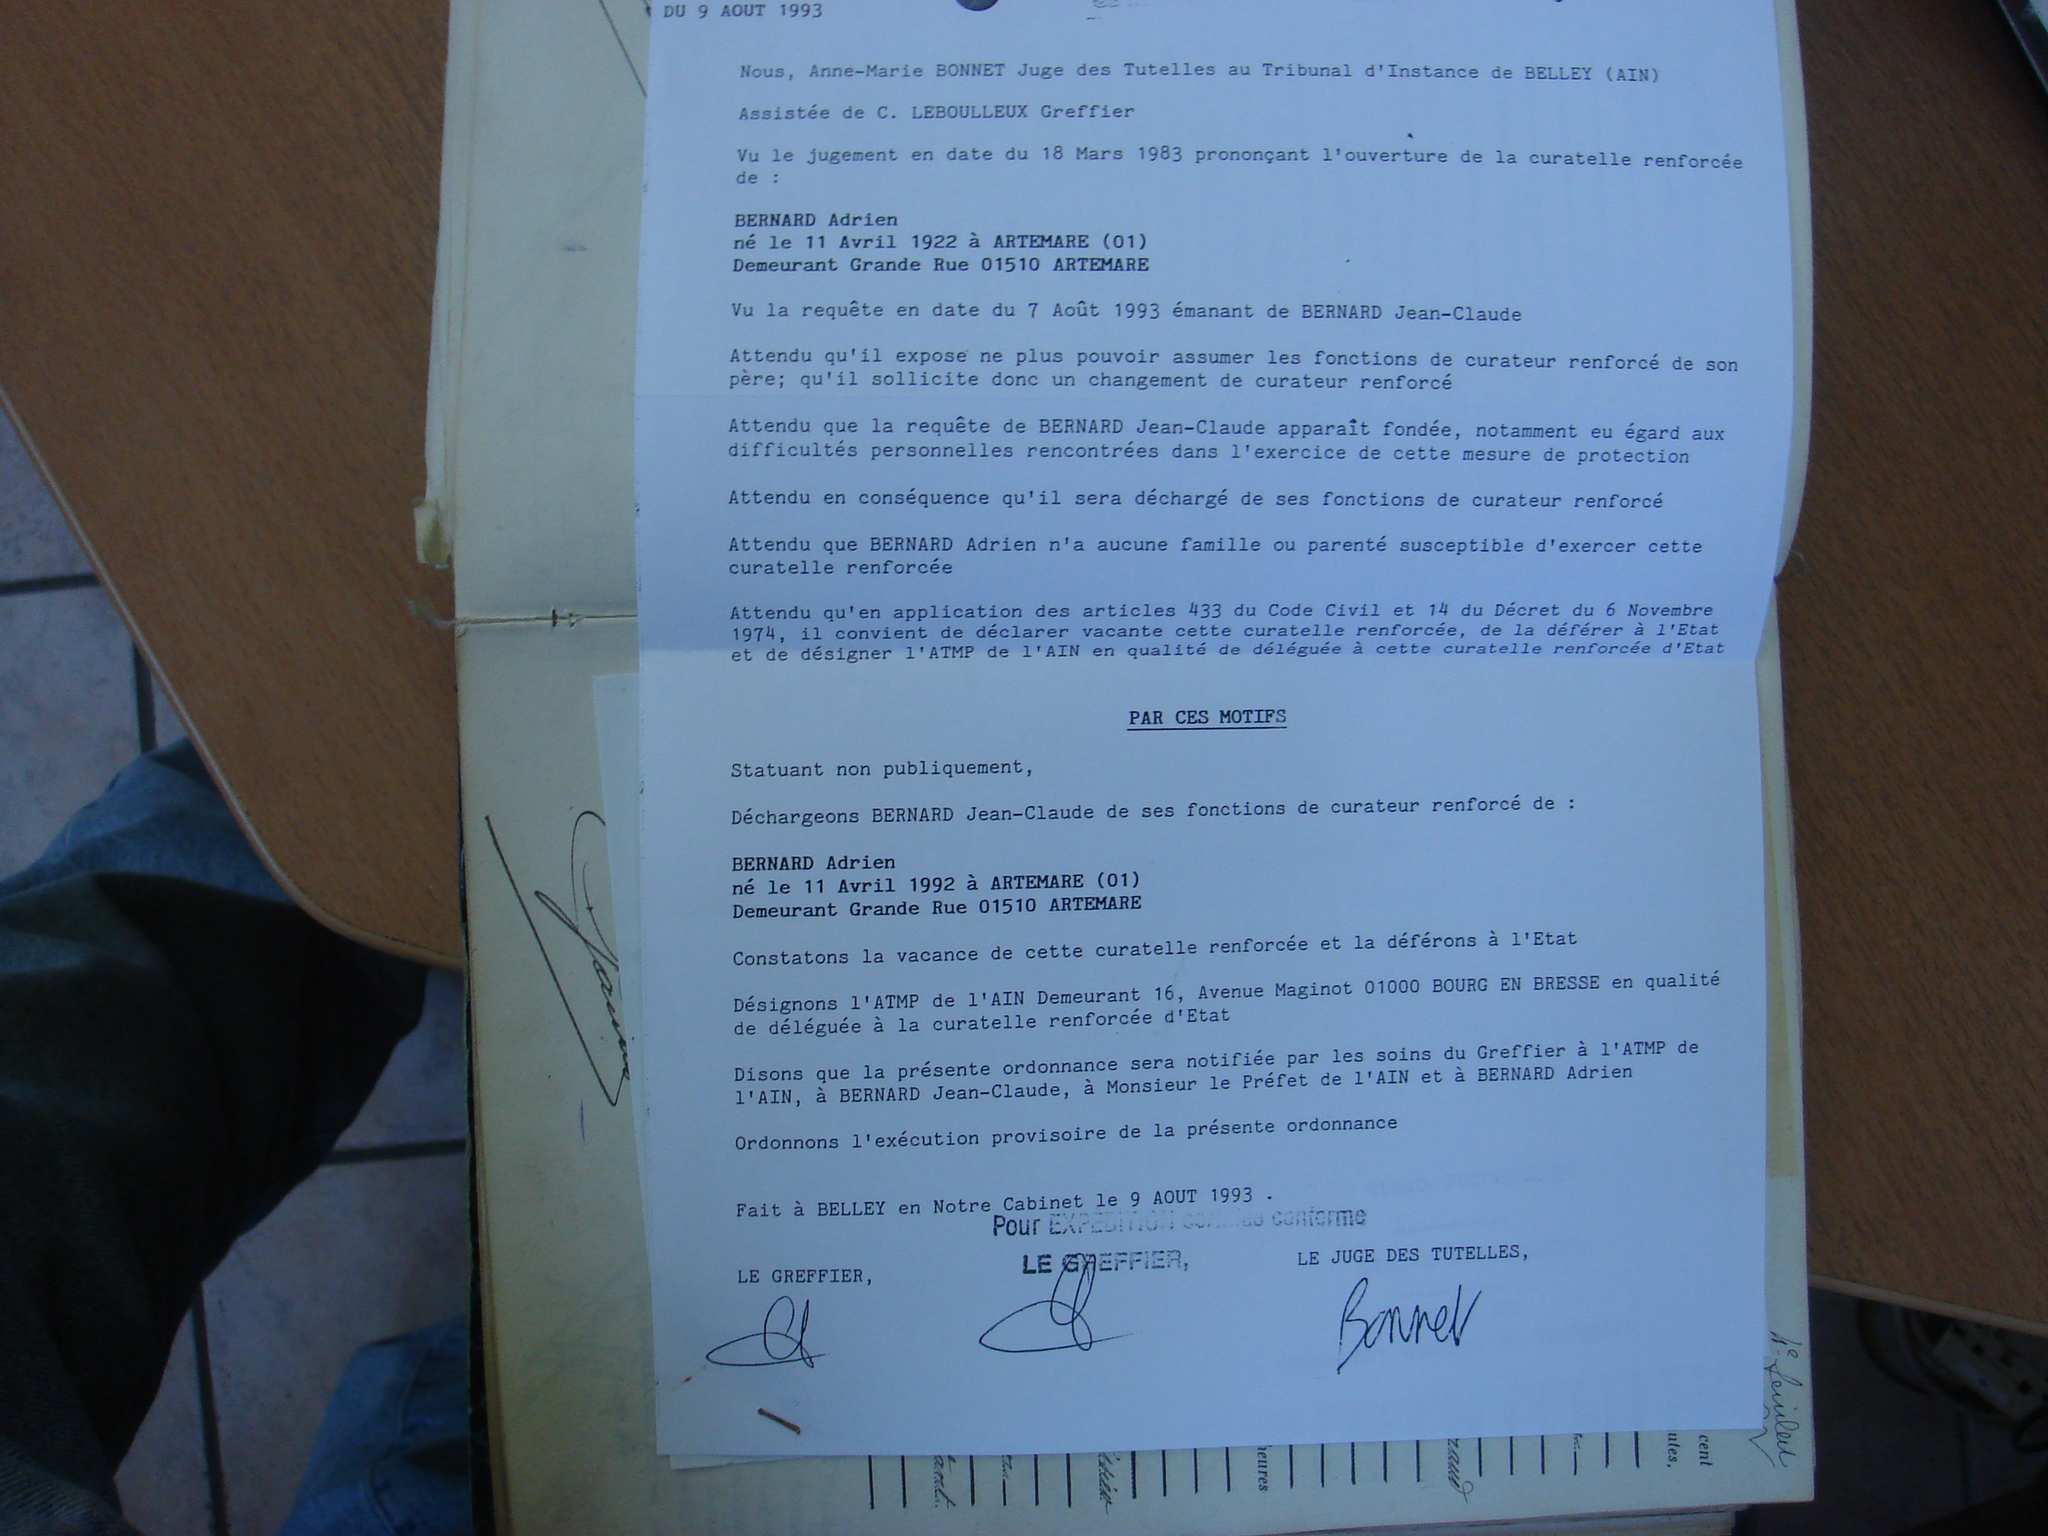 DU 9 AOUT 1993
Nous, Anne-Marie BONNET Juge des Tutelles au Tribunal d'Instance de BELLEY (AIN)
Assistée de C. LEBOULLEUX Greffier
Vu le jugement en date du 18 Mars 1983 prononçant l'ouverture de la curatelle renforcée
de :
BERNARD Adrien
né le 11 Avril 1922 à ARTEMARE (01)
Demeurant Grande Rue 01510 ARTEMARE
Vu la requête en date du 7 Août 1993 émanant de BERNARD Jean-Claude
Attendu qu'il expose ne plus pouvoir assumer les fonctions de curateur renforcé de son
père; qu'il sollicite donc un changement de curateur renforcé
Attendu que la requête de BERNARD Jean-Claude apparaît fondée, notamment eu égard aux
difficultés personnelles rencontrées dans l'exercice de cette mesure de protection
Attendu en conséquence qu'il sera déchargé de ses fonctions de curateur renforcé
Attendu que BERNARD Adrien n'a aucune famille ou parenté susceptible d'exercer cette
curatelle renforcée
Attendu qu'en application des articles 433 du Code Civil et 14 du Décret du 6 Novembre
1974, il convient de déclarer vacante cette curatelle renforcée, de la déférer à l'Etat
et de désigner l'ATMP de l'AIN en qualité de déléguée à cette curatelle renforcée d'Etat
PAR CES MOTIFS
Statuant non publiquement,
Déchargeons BERNARD Jean-Claude de ses fonctions de curateur renforcé de :
BERNARD Adrien
né le 11 Avril 1992 à ARTEMARE (01)
Demeurant Grande Rue 01510 ARTEMARE
Constatons la vacance de cette curatelle renforcée et la déférons à l'Etat
Désignons l'ATMP de l'AIN Demeurant 16, Avenue Maginot 01000 BOURG EN BRESSE en qualité
de déléguée à la curatelle renforcée d'Etat
Disons que la présente ordonnance sera notifiée par les soins du Greffier à l'ATMP de
l'AIN, à BERNARD Jean-Claude, à Monsieur le Préfet de l'AIN et à BERNARD Adrien
Ordonnons l'exécution provisoire de la présente ordonnance
Fait à BELLEY en Notre Cabinet le 9 AOUT 1993 .
Pour EXPEDITION conforme
LE GREFFIER,
LE GREFFIER,
LE JUGE DES TUTELLES,
Bonnet
cent
heures